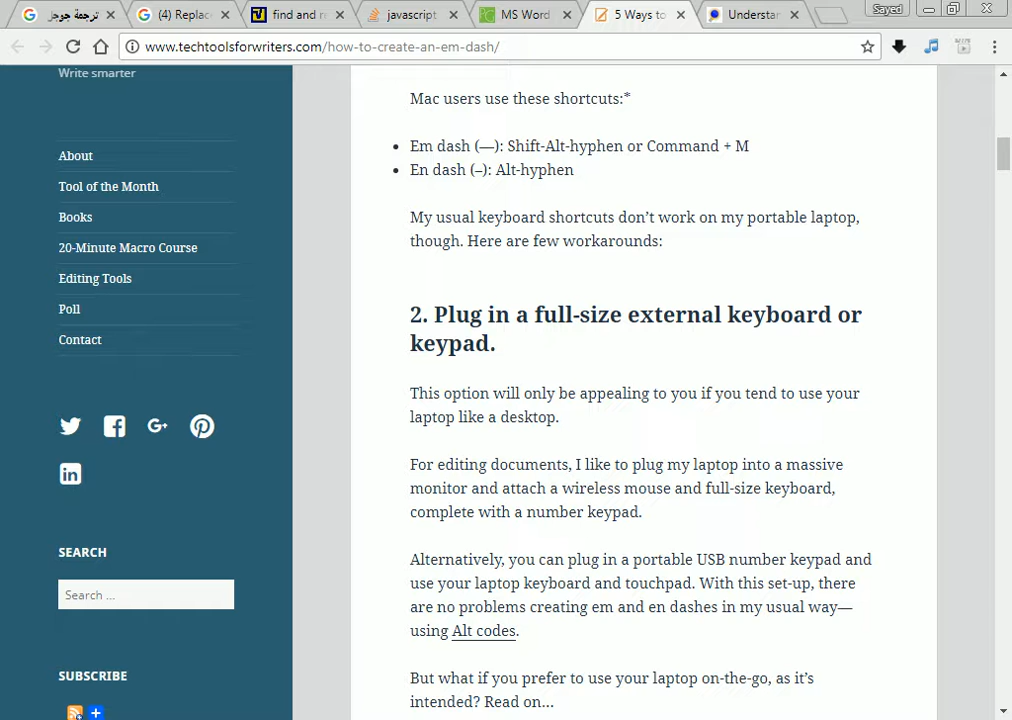 ترجمة جوجل
(4) Replac
find and r
javascript
MS Word
5 Ways to
Understan
Sayed
www.techtoolsforwriters.com/how-to-create-an-em-dash/
Write smarter
About
Tool of the Month
Books
20-Minute Macro Course
Editing Tools
Poll
Contact
SEARCH
Search ...
SUBSCRIBE
Mac users use these shortcuts:*
Em dash (—): Shift-Alt-hyphen or Command + M
En dash (–): Alt-hyphen
My usual keyboard shortcuts don’t work on my portable laptop,
though. Here are few workarounds:
2. Plug in a full-size external keyboard or
keypad.
This option will only be appealing to you if you tend to use your
laptop like a desktop.
For editing documents, I like to plug my laptop into a massive
monitor and attach a wireless mouse and full-size keyboard,
complete with a number keypad.
Alternatively, you can plug in a portable USB number keypad and
use your laptop keyboard and touchpad. With this set-up, there
are no problems creating em and en dashes in my usual way—
using Alt codes.
But what if you prefer to use your laptop on-the-go, as it’s
intended? Read on…